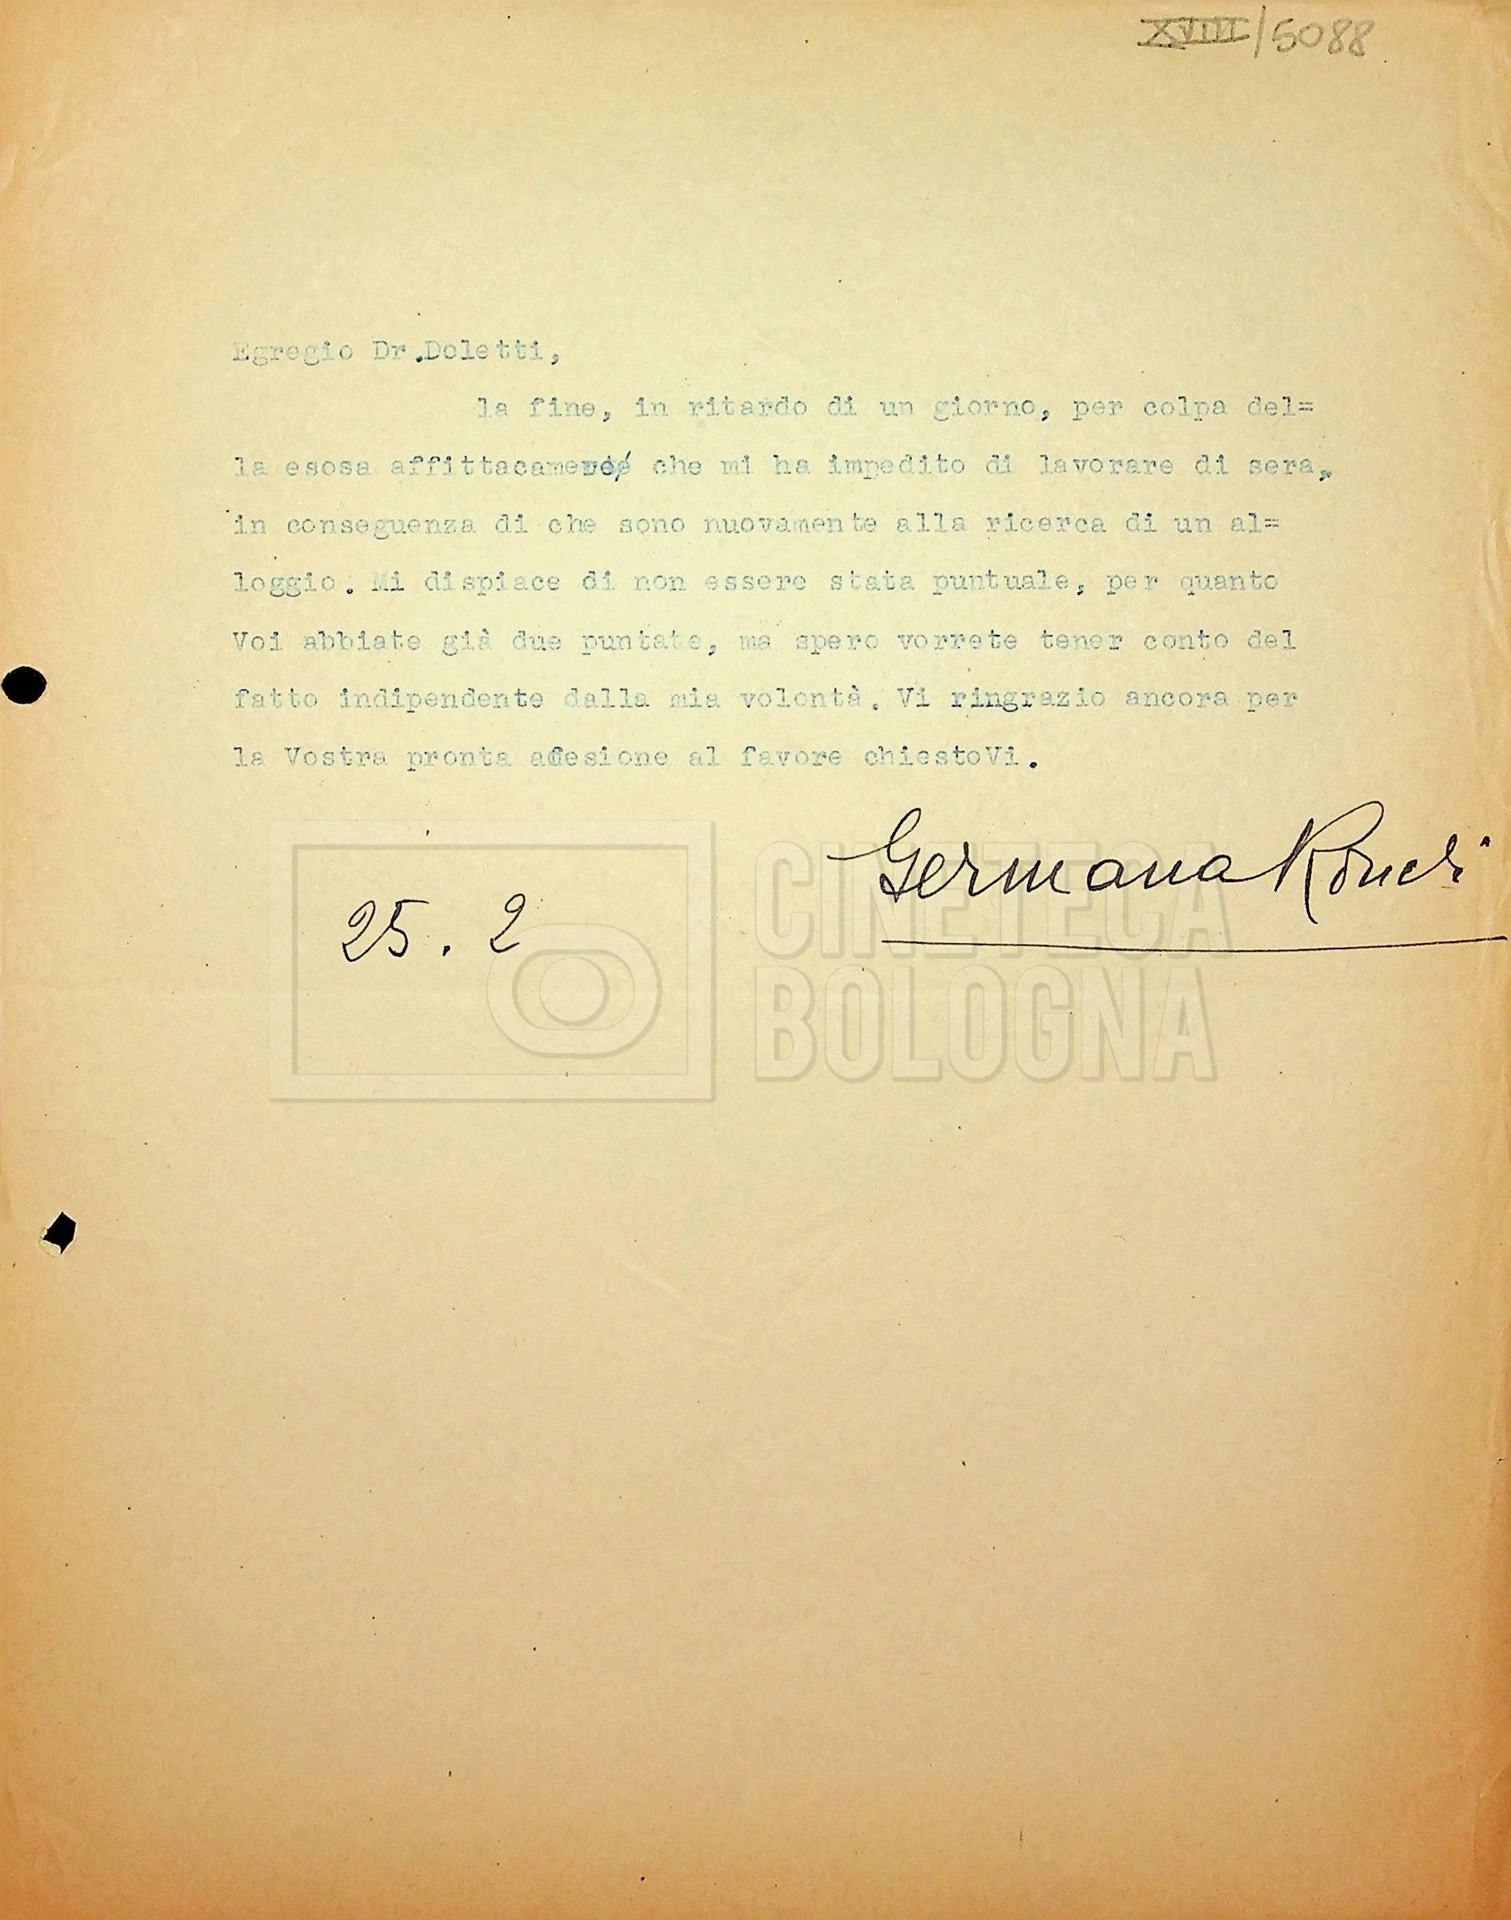 XVIII/5088
Egregio Dr.Doletti,
la fine, in ritardo di un giorno, per colpa del=
la esosa affittacamere che mi ha impedito di lavorare di sera,
in conseguenza di che sono nuovamente alla ricerca di un al=
loggio. Mi dispiace di non essere stata puntuale, per quanto
Voi abbiate già due puntate, ma spero vorrete tener conto del
fatto indipendente dalla mia volontà. Vi ringrazio ancora per
la Vostra pronta adesione al favore chiestoVi.
Germana
25.2
CINETECA
BOLOGNA